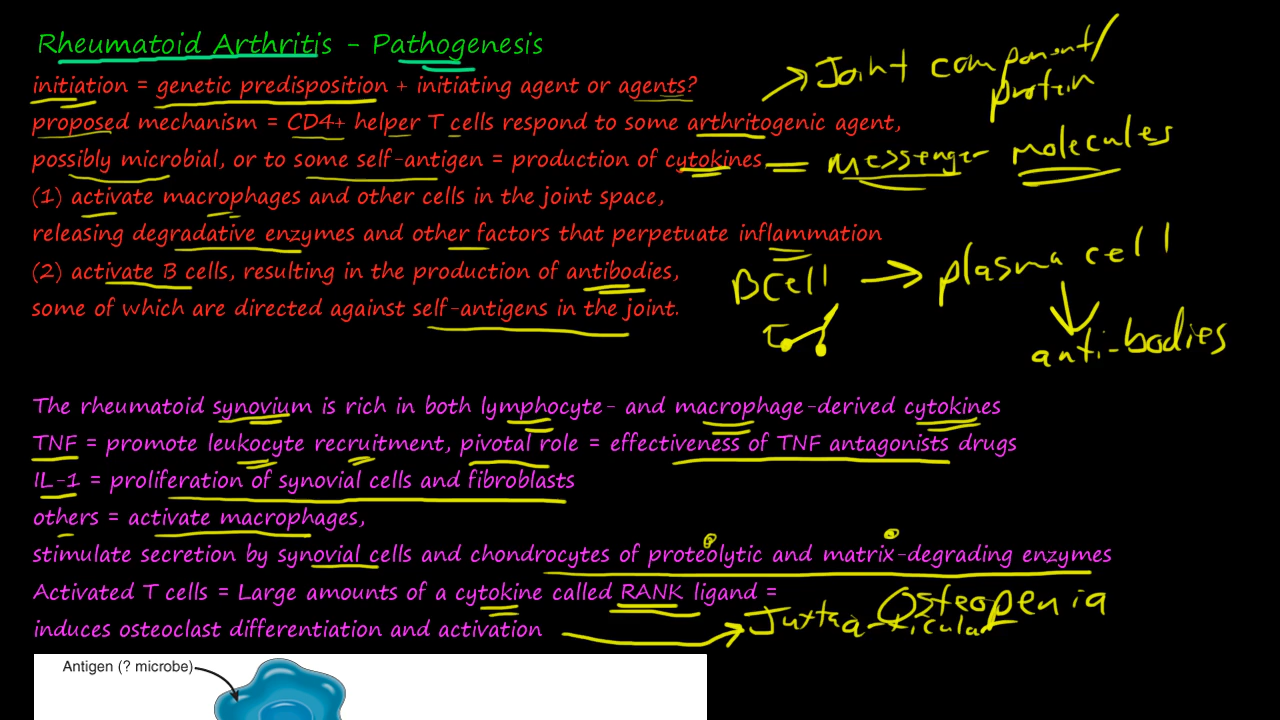 Rheumatoid Arthritis - Pathogenesis
initiation = genetic predisposition + initiating agent or agents?
proposed mechanism = CD4+ helper T cells respond to some arthritogenic agent,
possibly microbial, or to some self-antigen = production of cytokines
(1) activate macrophages and other cells in the joint space,
releasing degradative enzymes and other factors that perpetuate inflammation
(2) activate B cells, resulting in the production of antibodies,
some of which are directed against self-antigens in the joint.
Joint component/
protein
= messenger molecules
B Cell → plasma cell
anti-bodies
The rheumatoid synovium is rich in both lymphocyte- and macrophage-derived cytokines
TNF = promote leukocyte recruitment, pivotal role = effectiveness of TNF antagonists drugs
IL-1 = proliferation of synovial cells and fibroblasts
others = activate macrophages,
stimulate secretion by synovial cells and chondrocytes of proteolytic and matrix-degrading enzymes
Activated T cells = Large amounts of a cytokine called RANK ligand =
induces osteoclast differentiation and activation
Juxta-ticular
Osteopenia
Antigen (? microbe)